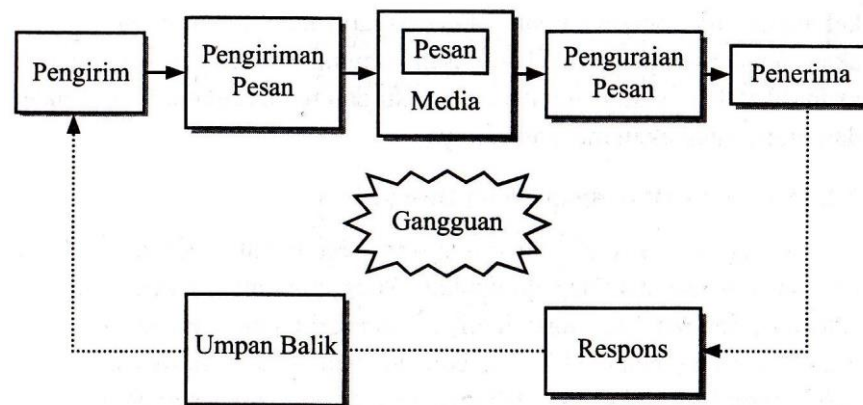 Pengirim
Pengiriman
Pesan
Pesan
Media
Penguraian
Pesan
Penerima
Gangguan
Umpan Balik
Respons